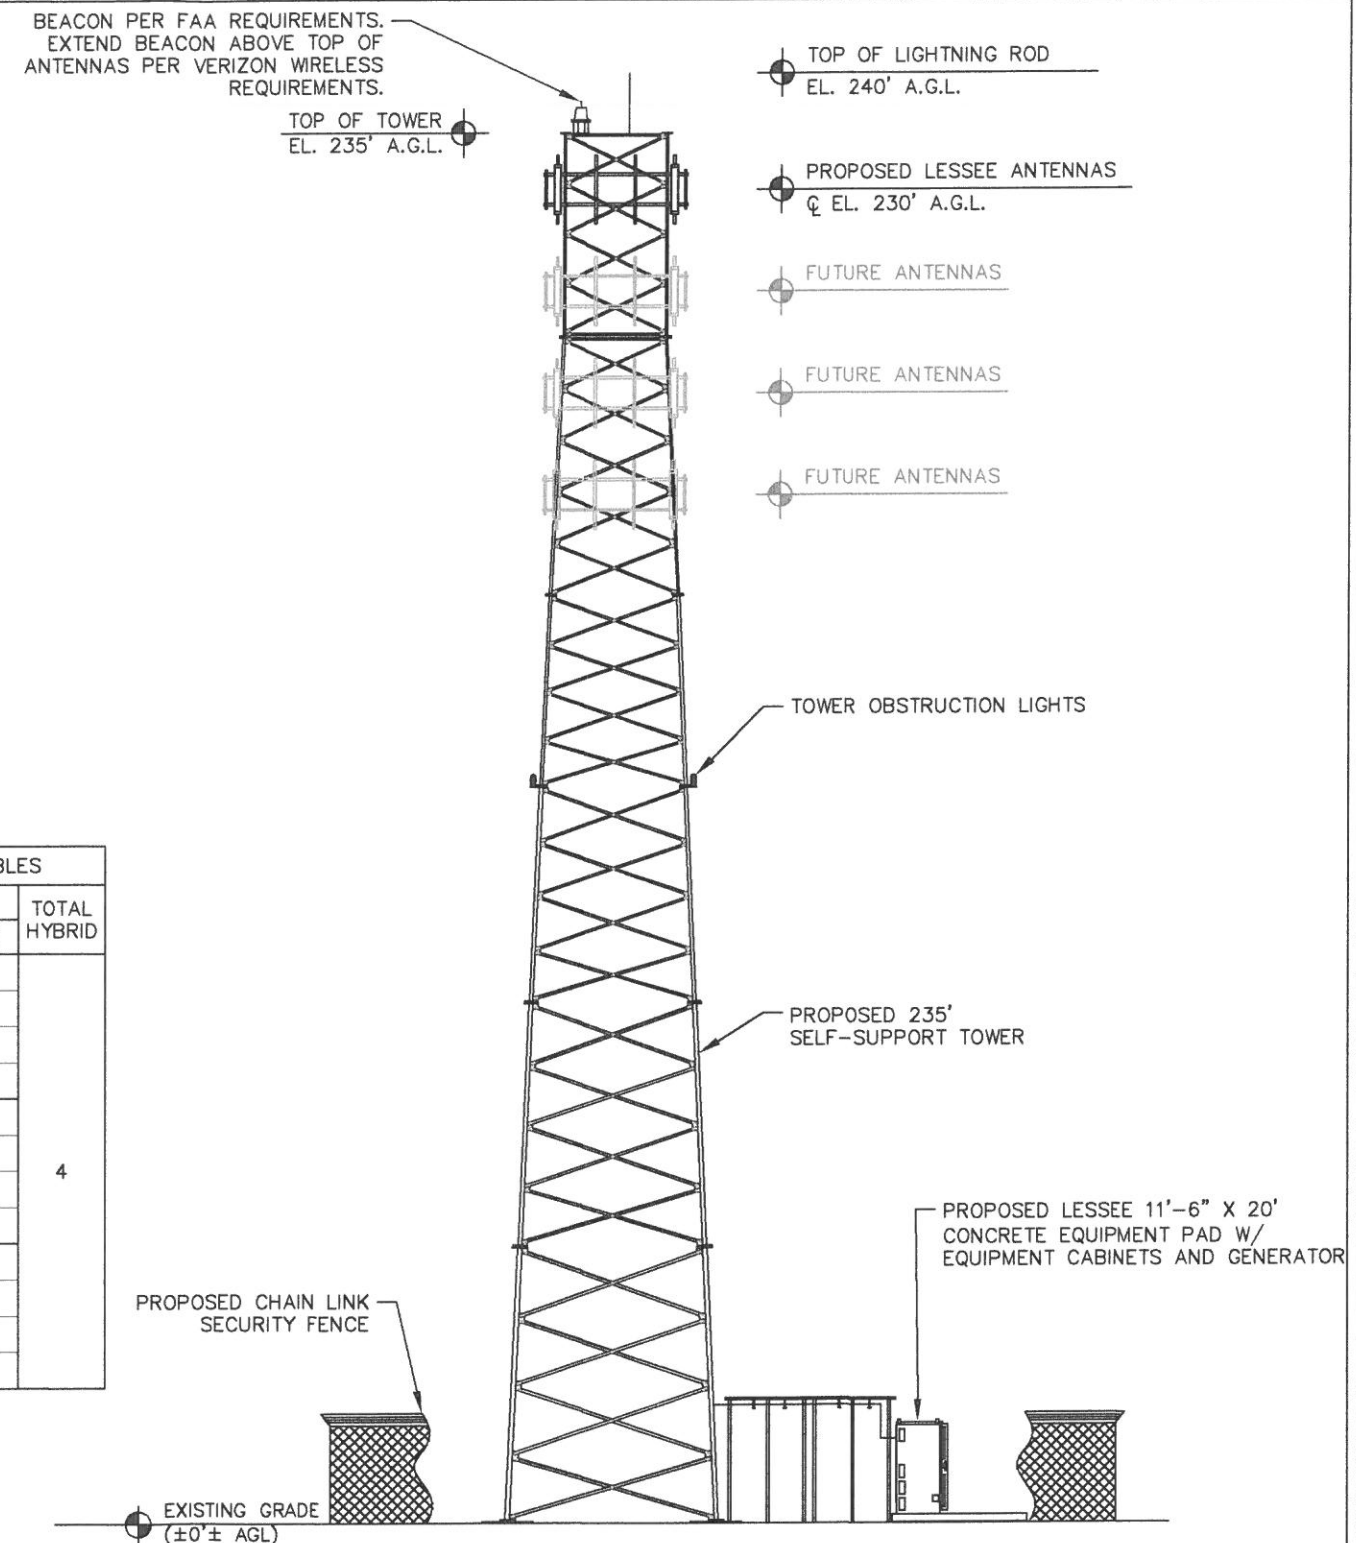 BEACON PER FAA REQUIREMENTS.
EXTEND BEACON ABOVE TOP OF
ANTENNAS PER VERIZON WIRELESS
REQUIREMENTS.
TOP OF TOWER
EL. 235' A.G.L.
TOP OF LIGHTNING ROD
EL. 240' A.G.L.
PROPOSED LESSEE ANTENNAS
℄ EL. 230' A.G.L.
FUTURE ANTENNAS
FUTURE ANTENNAS
FUTURE ANTENNAS
TOWER OBSTRUCTION LIGHTS
BLES
TOTAL
HYBRID
4
PROPOSED 235'
SELF-SUPPORT TOWER
PROPOSED LESSEE 11'-6" X 20'
CONCRETE EQUIPMENT PAD W/
EQUIPMENT CABINETS AND GENERATOR
PROPOSED CHAIN LINK
SECURITY FENCE
EXISTING GRADE
(±0'± AGL)